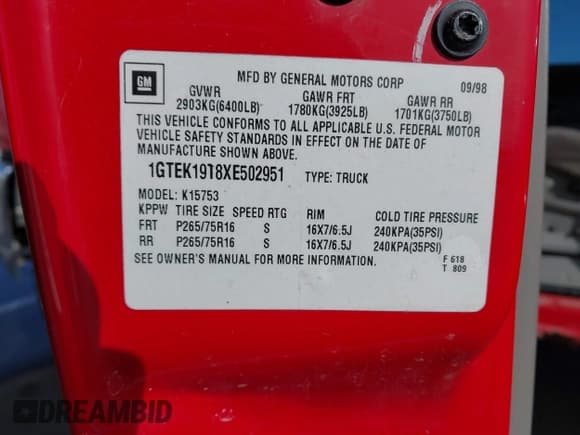 GM
MFD BY GENERAL MOTORS CORP 09/98
GVWR GAWR FRT GAWR RR
2903KG(6400LB) 1780KG(3925LB) 1701KG(3750LB)
THIS VEHICLE CONFORMS TO ALL APPLICABLE U.S. FEDERAL MOTOR
VEHICLE SAFETY STANDARDS IN EFFECT ON THE DATE OF
MANUFACTURE SHOWN ABOVE.
1GTEK19T8XE502951 TYPE: TRUCK
MODEL: K15753
KPPW TIRE SIZE SPEED RTG RIM COLD TIRE PRESSURE
FRT P265/75R16 S 16X7/6.5J 240KPA(35PSI)
RR P265/75R16 S 16X7/6.5J 240KPA(35PSI)
SEE OWNER'S MANUAL FOR MORE INFORMATION. F 618
T 809
DREAMBID